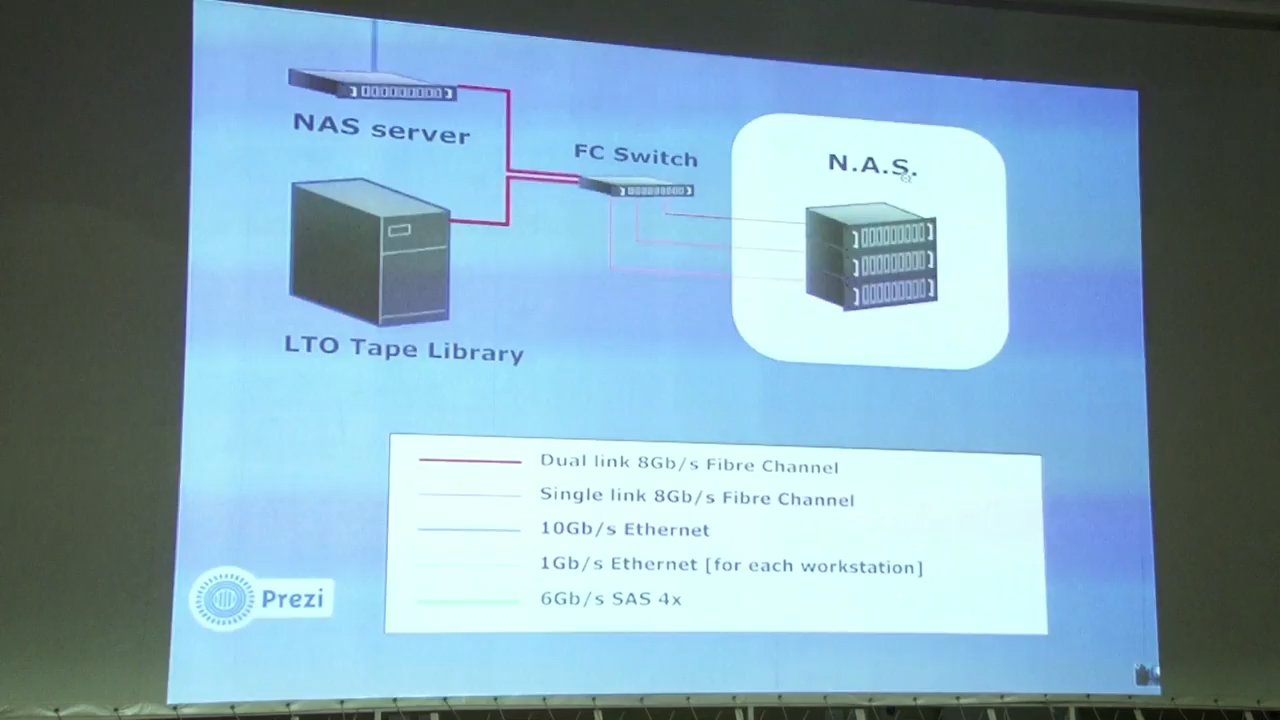 NAS server
FC Switch
N.A.S.
LTO Tape Library
Dual link 8Gb/s Fibre Channel
Single link 8Gb/s Fibre Channel
10Gb/s Ethernet
1Gb/s Ethernet [for each workstation]
6Gb/s SAS 4x
Prezi